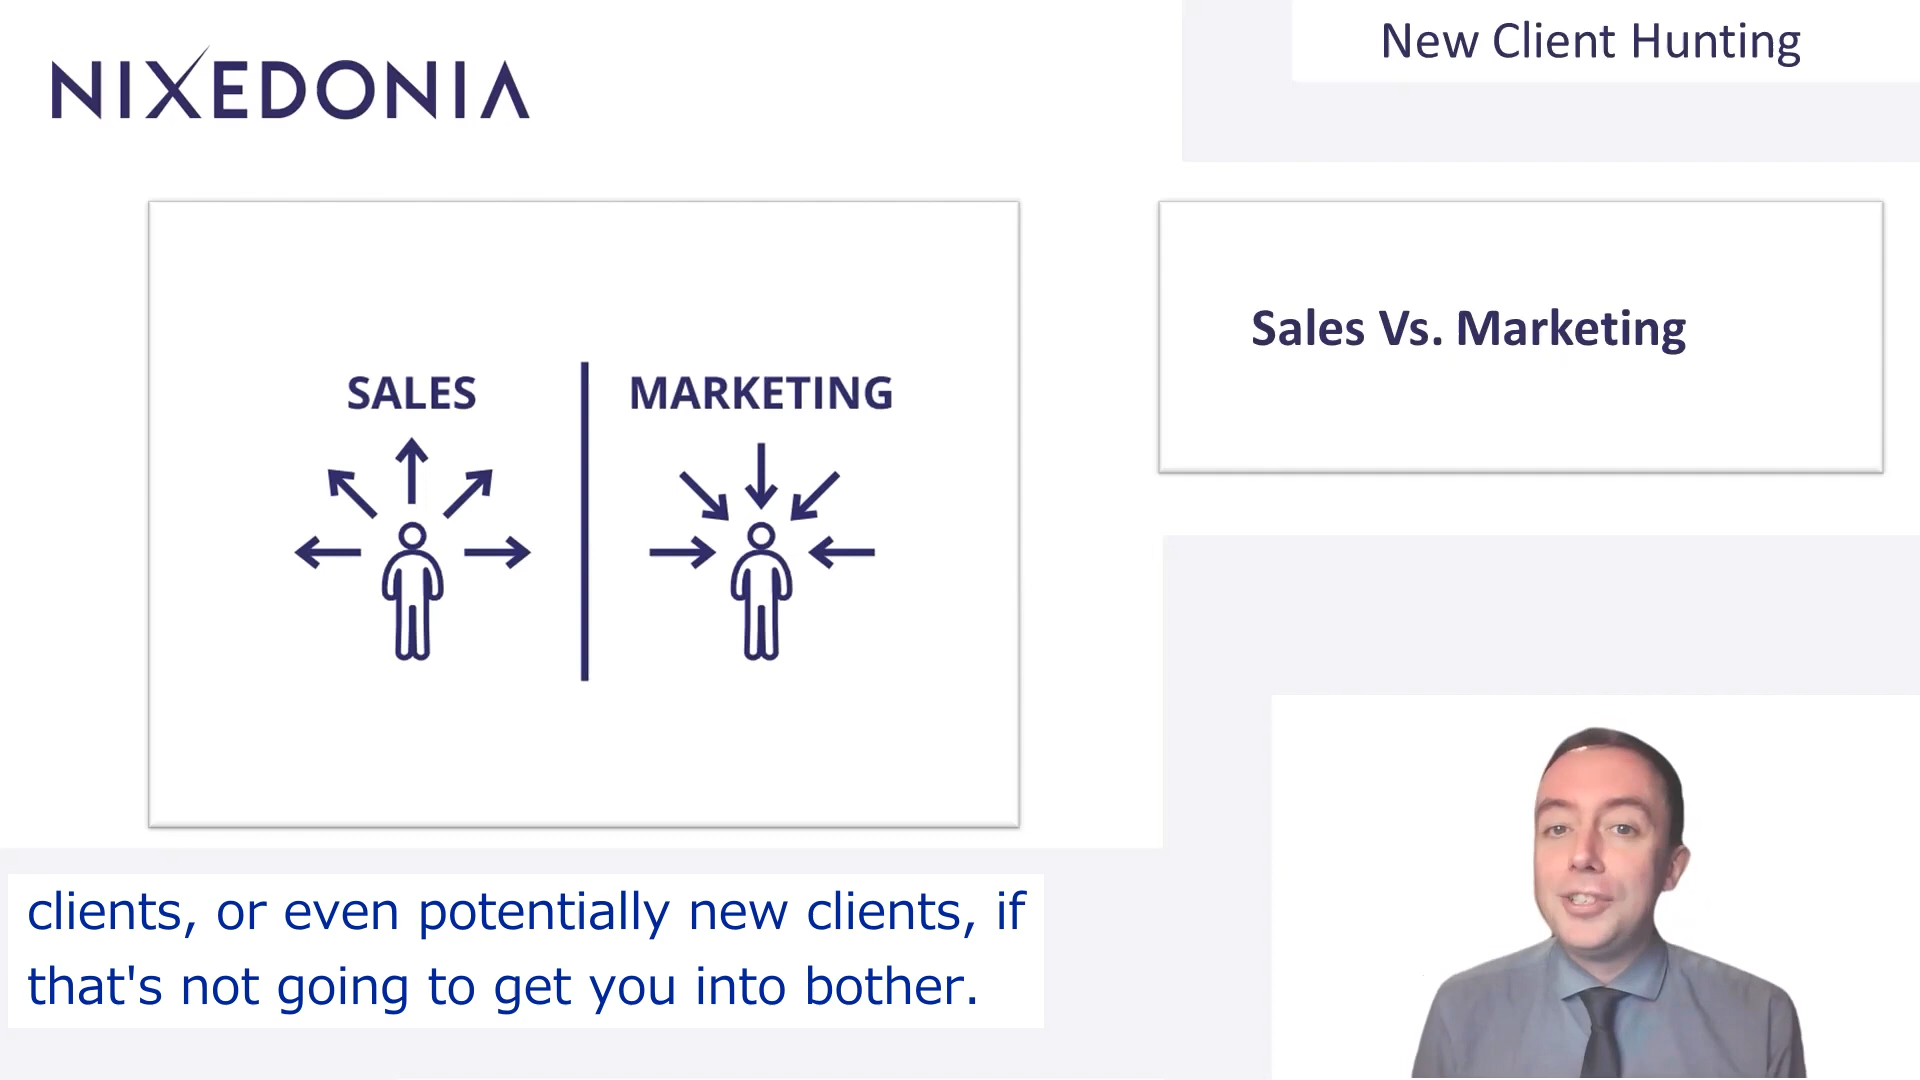 NIXEDONIA
New Client Hunting
SALES
MARKETING
Sales Vs. Marketing
clients, or even potentially new clients, if
that's not going to get you into bother.